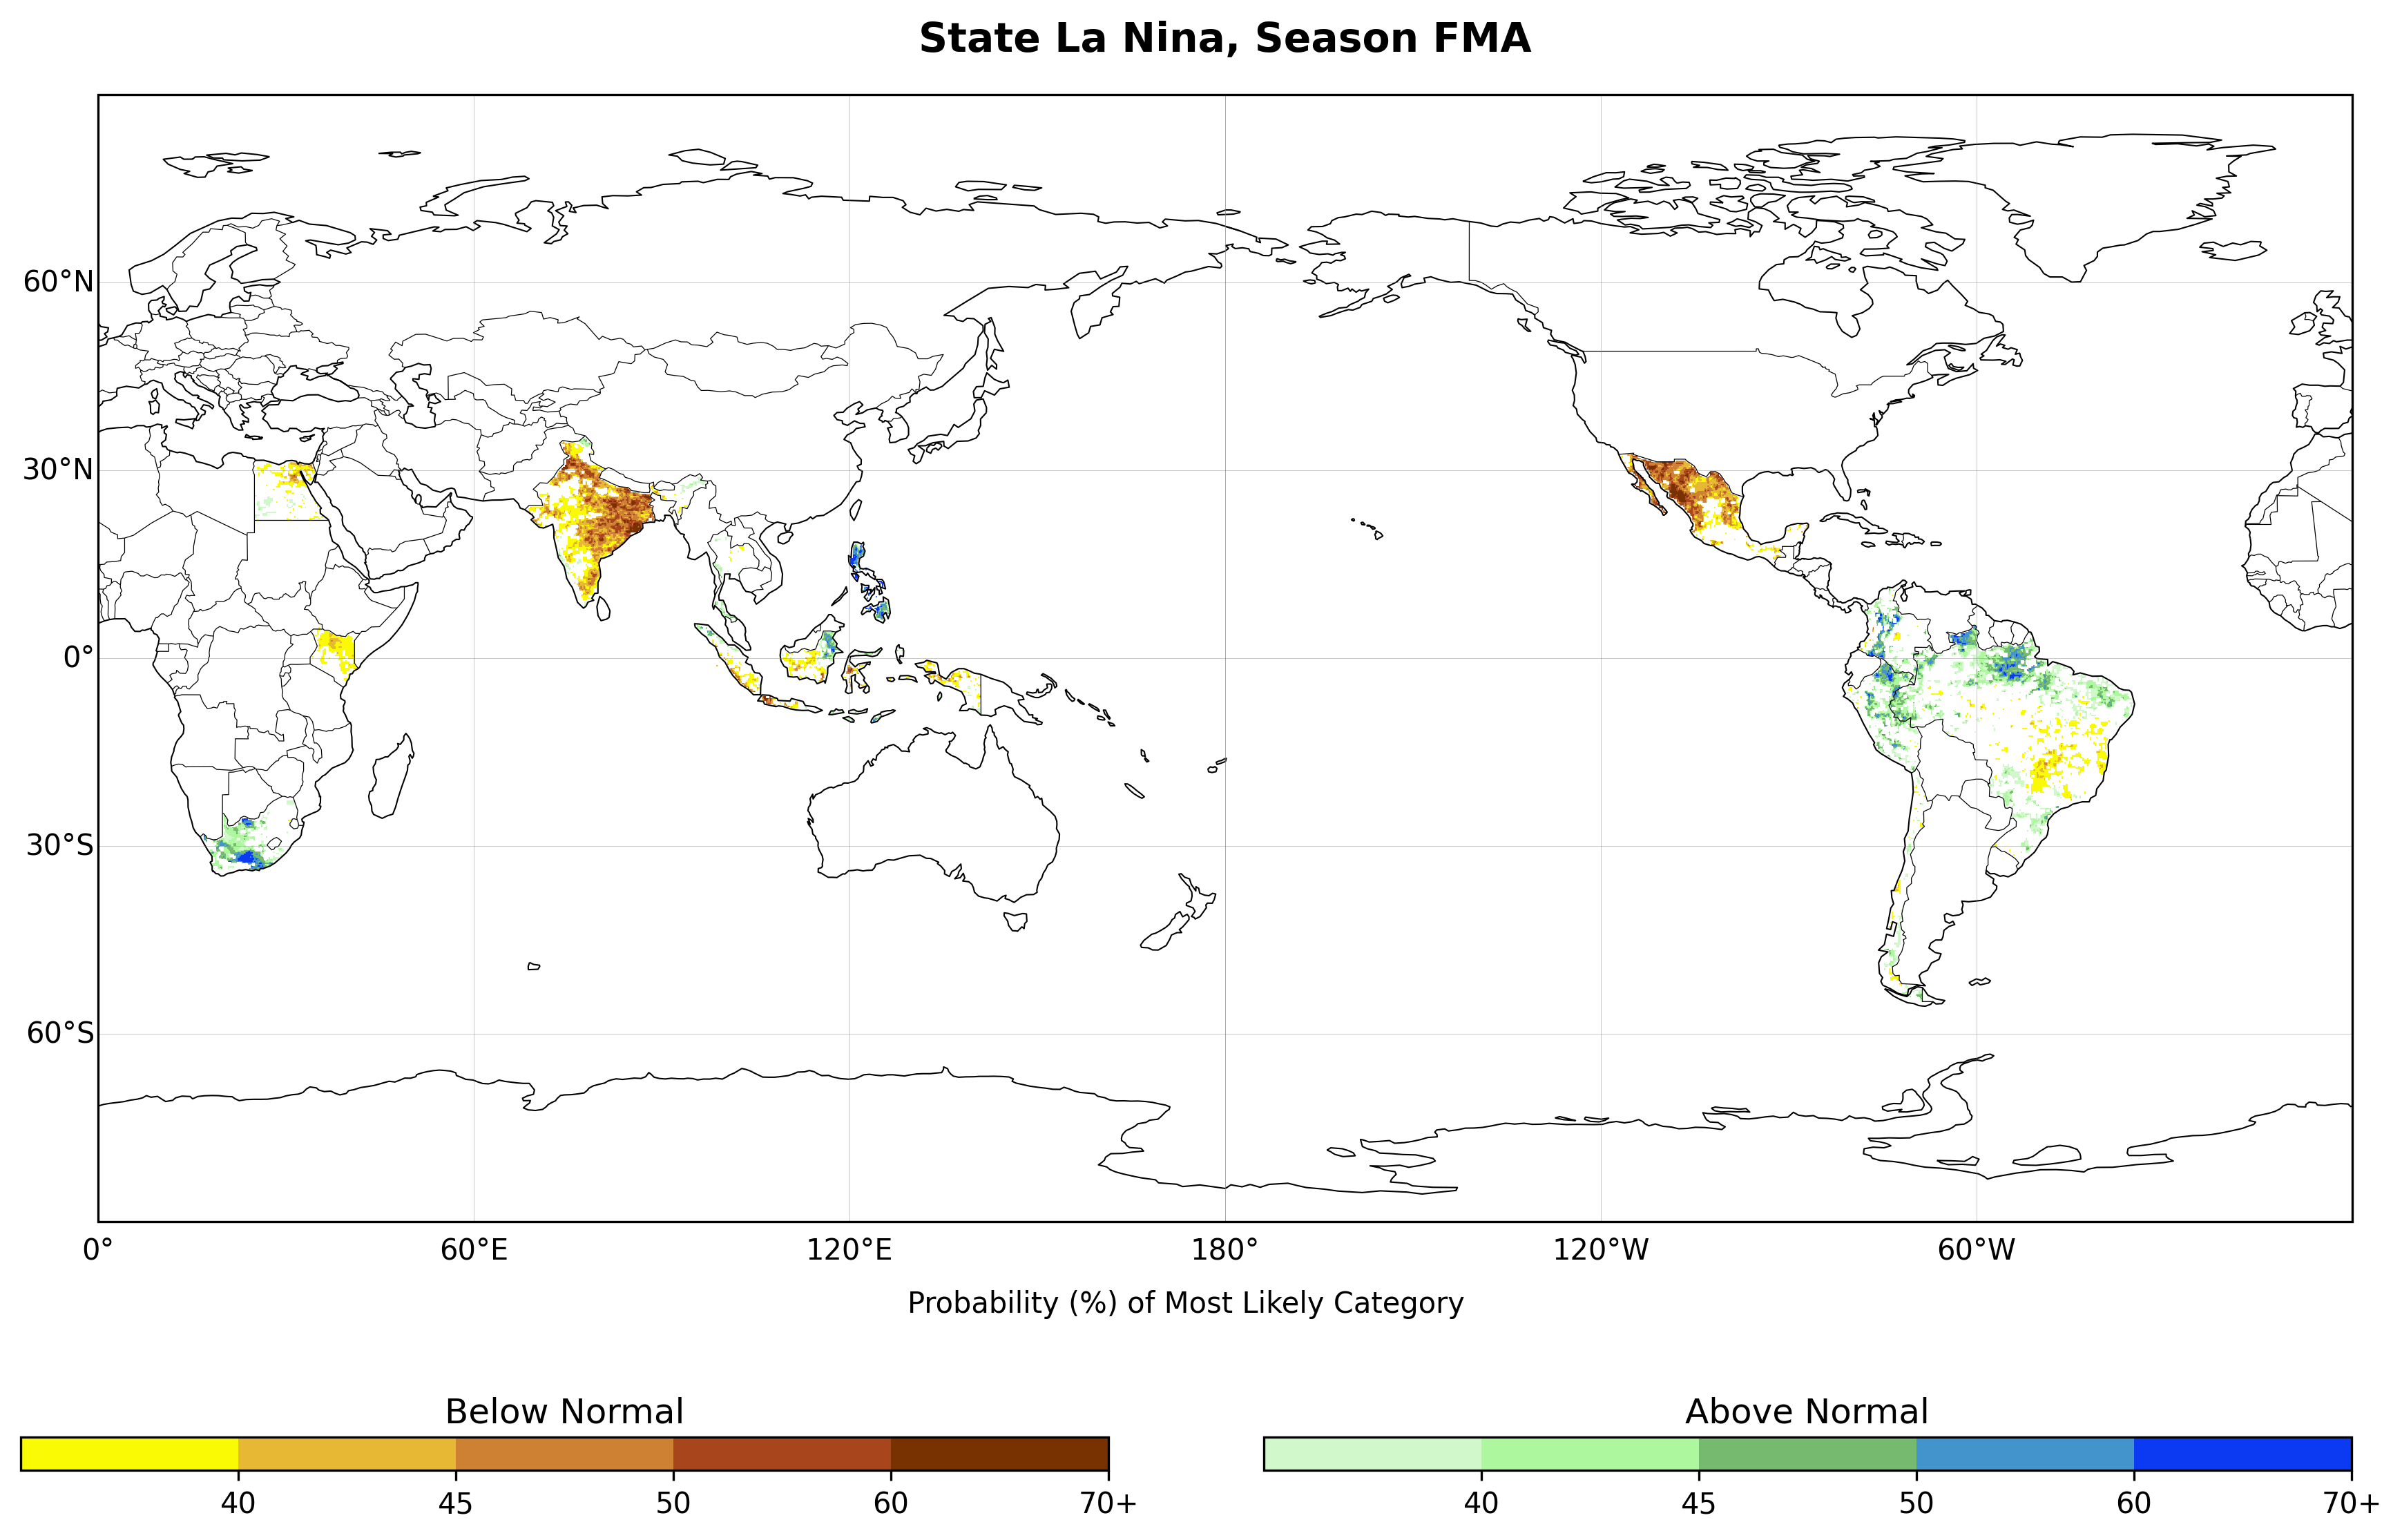 State La Nina, Season FMA
60°N
30°N
0°
30°S
60°S
0° 60°E 120°E 180° 120°W 60°W
Probability (%) of Most Likely Category
Below Normal
40 45 50 60 70+
Above Normal
40 45 50 60 70+